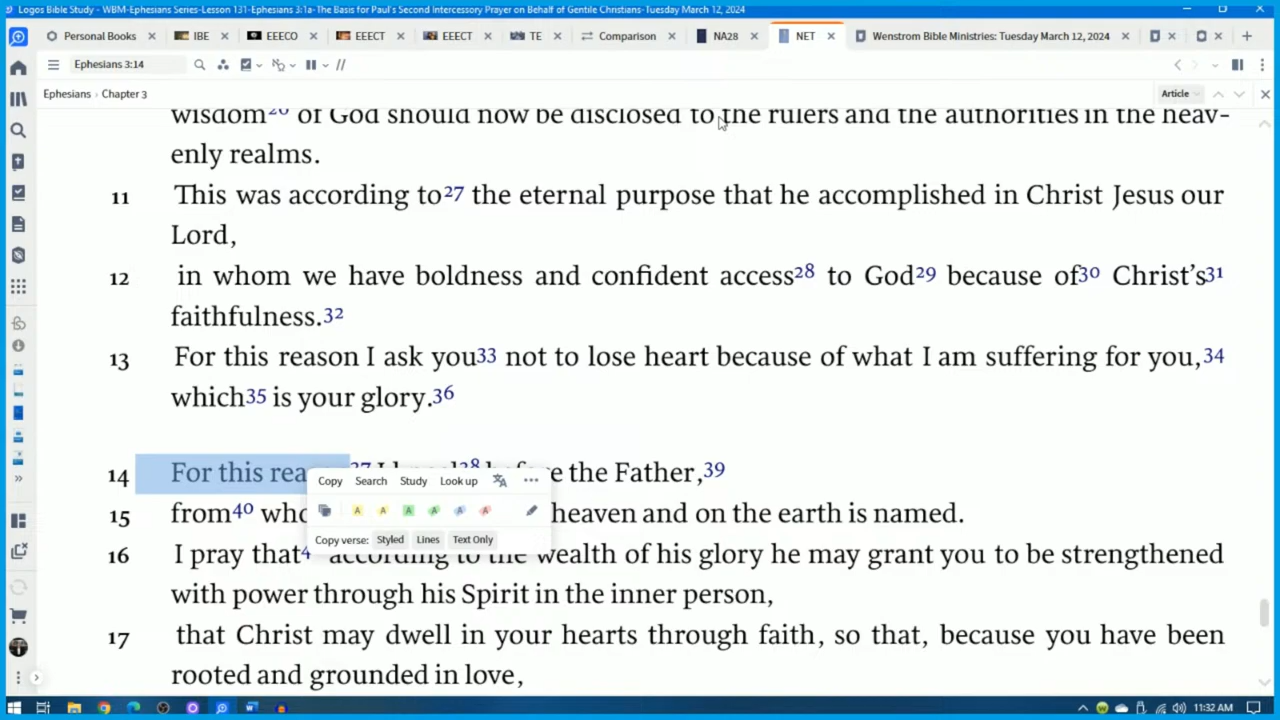 Logos Bible Study - WBM-Ephesians Series-Lesson 131-Ephesians 3:1a-The Basis for Paul's Second Intercessory Prayer on Behalf of Gentile Christians-Tuesday March 12, 2024
Personal Books IBE EEECO EEECT EEECT TE Comparison NA28 NET Wenstrom Bible Ministries: Tuesday March 12, 2024
Ephesians 3:14
Ephesians › Chapter 3 Article
wisdom of God should now be disclosed to the rulers and the authorities in the heav-
enly realms.
11 This was according to27 the eternal purpose that he accomplished in Christ Jesus our
Lord,
12 in whom we have boldness and confident access28 to God29 because of30 Christ’s31
faithfulness.32
13 For this reason I ask you33 not to lose heart because of what I am suffering for you,34
which35 is your glory.36
14 For this the Father,39
Copy Search Study Look up
15 from40 heaven and on the earth is named.
Copy verse: Styled Lines Text Only
16 I pray that according to the wealth of his glory he may grant you to be strengthened
with power through his Spirit in the inner person,
17 that Christ may dwell in your hearts through faith, so that, because you have been
rooted and grounded in love,
11:32 AM